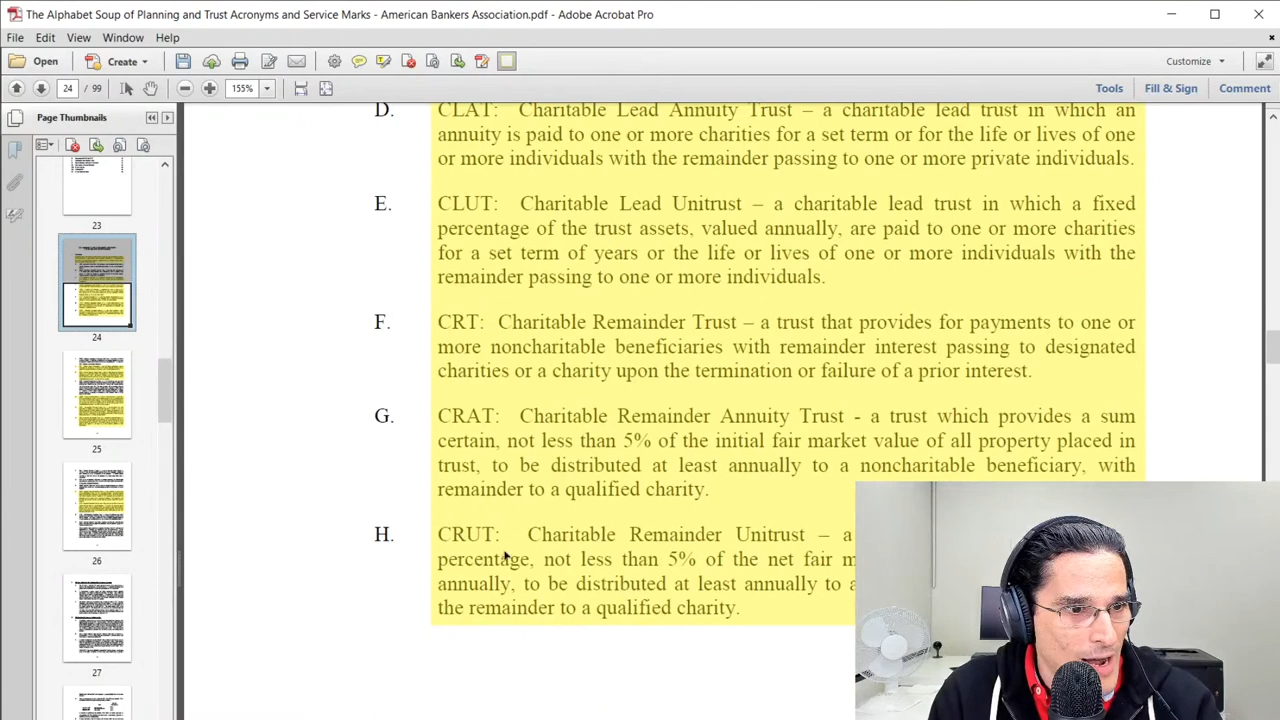 The Alphabet Soup of Planning and Trust Acronyms and Service Marks - American Bankers Association.pdf - Adobe Acrobat Pro
File Edit View Window Help
Open Create Customize
24 / 99 155% Tools Fill & Sign Comment
Page Thumbnails
23
24
25
26
27
D. CLAT: Charitable Lead Annuity Trust – a charitable lead trust in which an
annuity is paid to one or more charities for a set term or for the life or lives of one
or more individuals with the remainder passing to one or more private individuals.
E. CLUT: Charitable Lead Unitrust – a charitable lead trust in which a fixed
percentage of the trust assets, valued annually, are paid to one or more charities
for a set term of years or the life or lives of one or more individuals with the
remainder passing to one or more individuals.
F. CRT: Charitable Remainder Trust – a trust that provides for payments to one or
more noncharitable beneficiaries with remainder interest passing to designated
charities or a charity upon the termination or failure of a prior interest.
G. CRAT: Charitable Remainder Annuity Trust - a trust which provides a sum
certain, not less than 5% of the initial fair market value of all property placed in
trust, to be distributed at least annually to a noncharitable beneficiary, with
remainder to a qualified charity.
H. CRUT: Charitable Remainder Unitrust – a
percentage, not less than 5% of the net fair m
annually, to be distributed at least annually to a
the remainder to a qualified charity.